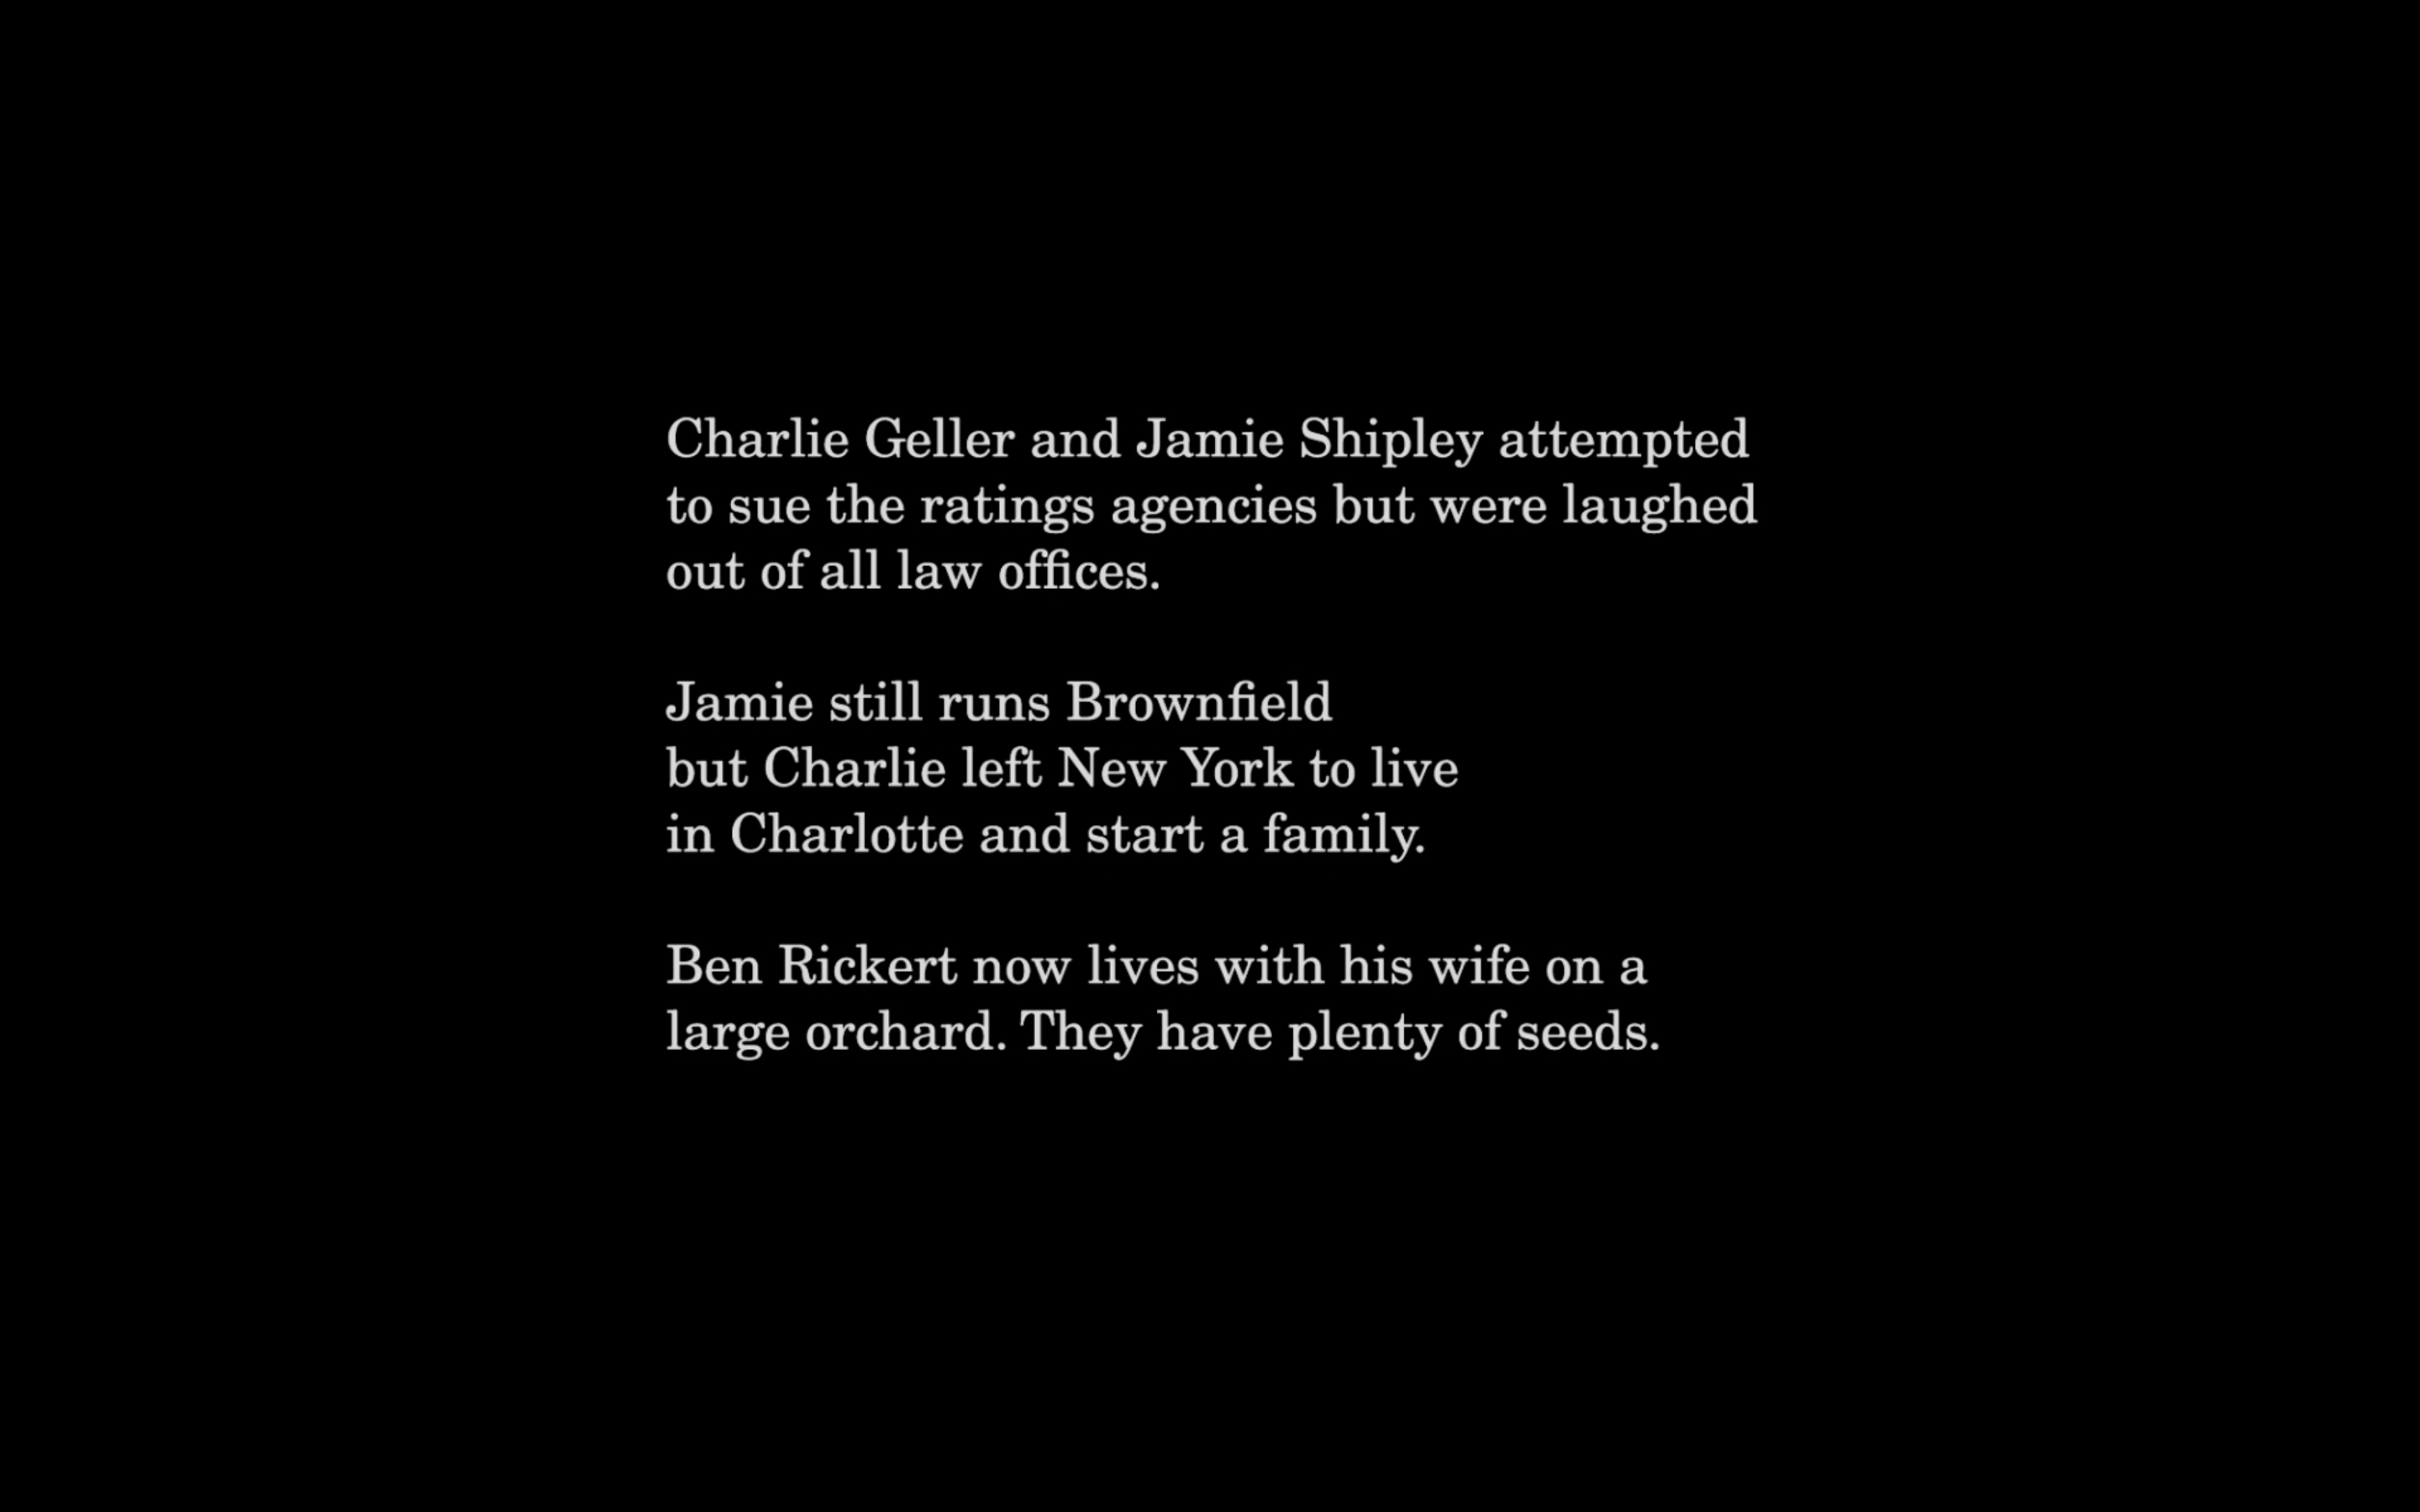 Charlie Geller and Jamie Shipley attempted
to sue the ratings agencies but were laughed
out of all law offices.
Jamie still runs Brownfield
but Charlie left New York to live
in Charlotte and start a family.
Ben Rickert now lives with his wife on a
large orchard. They have plenty of seeds.